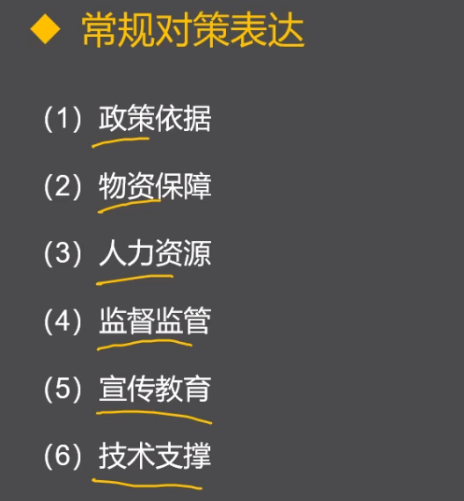 常规对策表达
（1）政策依据
（2）物资保障
（3）人力资源
（4）监督监管
（5）宣传教育
（6）技术支撑